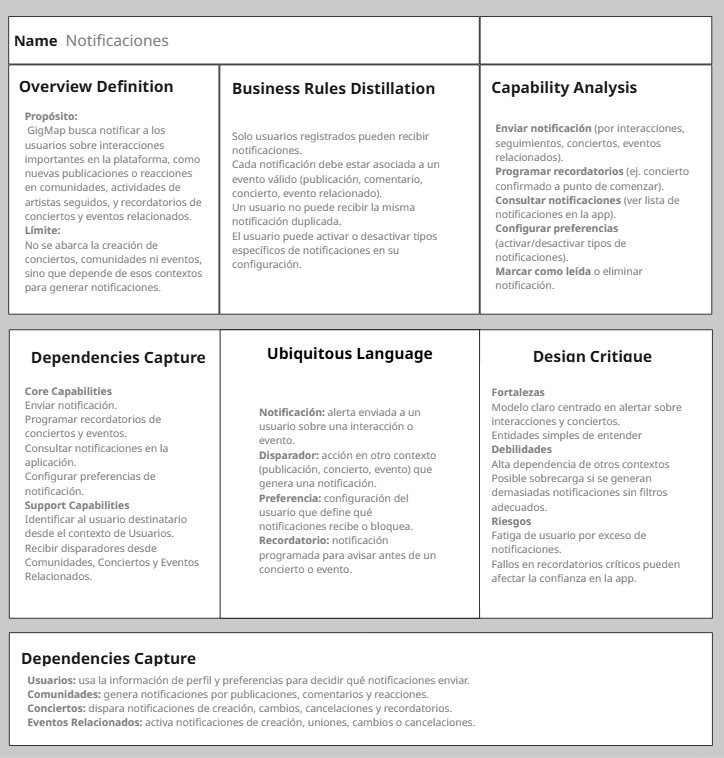 Name Notificaciones
Overview Definition
Propósito:
GigMap busca notificar a los
usuarios sobre interacciones
importantes en la plataforma, como
nuevas publicaciones o reacciones
en comunidades, actividades de
artistas seguidos, y recordatorios de
conciertos y eventos relacionados.
Límite:
No se abarca la creación de
conciertos, comunidades ni eventos,
sino que depende de esos contextos
para generar notificaciones.
Business Rules Distillation
Solo usuarios registrados pueden recibir
notificaciones.
Cada notificación debe estar asociada a un
evento válido (publicación, comentario,
concierto, evento relacionado).
Un usuario no puede recibir la misma
notificación duplicada.
El usuario puede activar o desactivar tipos
específicos de notificaciones en su
configuración.
Capability Analysis
Enviar notificación (por interacciones,
seguimientos, conciertos, eventos
relacionados).
Programar recordatorios (ej. concierto
confirmado a punto de comenzar).
Consultar notificaciones (ver lista de
notificaciones en la app).
Configurar preferencias
(activar/desactivar tipos de
notificaciones).
Marcar como leída o eliminar
notificación.
Dependencies Capture
Core Capabilities
Enviar notificación.
Programar recordatorios de
conciertos y eventos.
Consultar notificaciones en la
aplicación.
Configurar preferencias de
notificación.
Support Capabilities
Identificar al usuario destinatario
desde el contexto de Usuarios.
Recibir disparadores desde
Comunidades, Conciertos y Eventos
Relacionados.
Ubiquitous Language
Notificación: alerta enviada a un
usuario sobre una interacción o
evento.
Disparador: acción en otro contexto
(publicación, concierto, evento) que
genera una notificación.
Preferencia: configuración del
usuario que define qué
notificaciones recibe o bloquea.
Recordatorio: notificación
programada para avisar antes de un
concierto o evento.
Design Critique
Fortalezas
Modelo claro centrado en alertar sobre
interacciones y conciertos.
Entidades simples de entender
Debilidades
Alta dependencia de otros contextos
Posible sobrecarga si se generan
demasiadas notificaciones sin filtros
adecuados.
Riesgos
Fatiga de usuario por exceso de
notificaciones.
Fallos en recordatorios críticos pueden
afectar la confianza en la app.
Dependencies Capture
Usuarios: usa la información de perfil y preferencias para decidir qué notificaciones enviar.
Comunidades: genera notificaciones por publicaciones, comentarios y reacciones.
Conciertos: dispara notificaciones de creación, cambios, cancelaciones y recordatorios.
Eventos Relacionados: activa notificaciones de creación, uniones, cambios o cancelaciones.